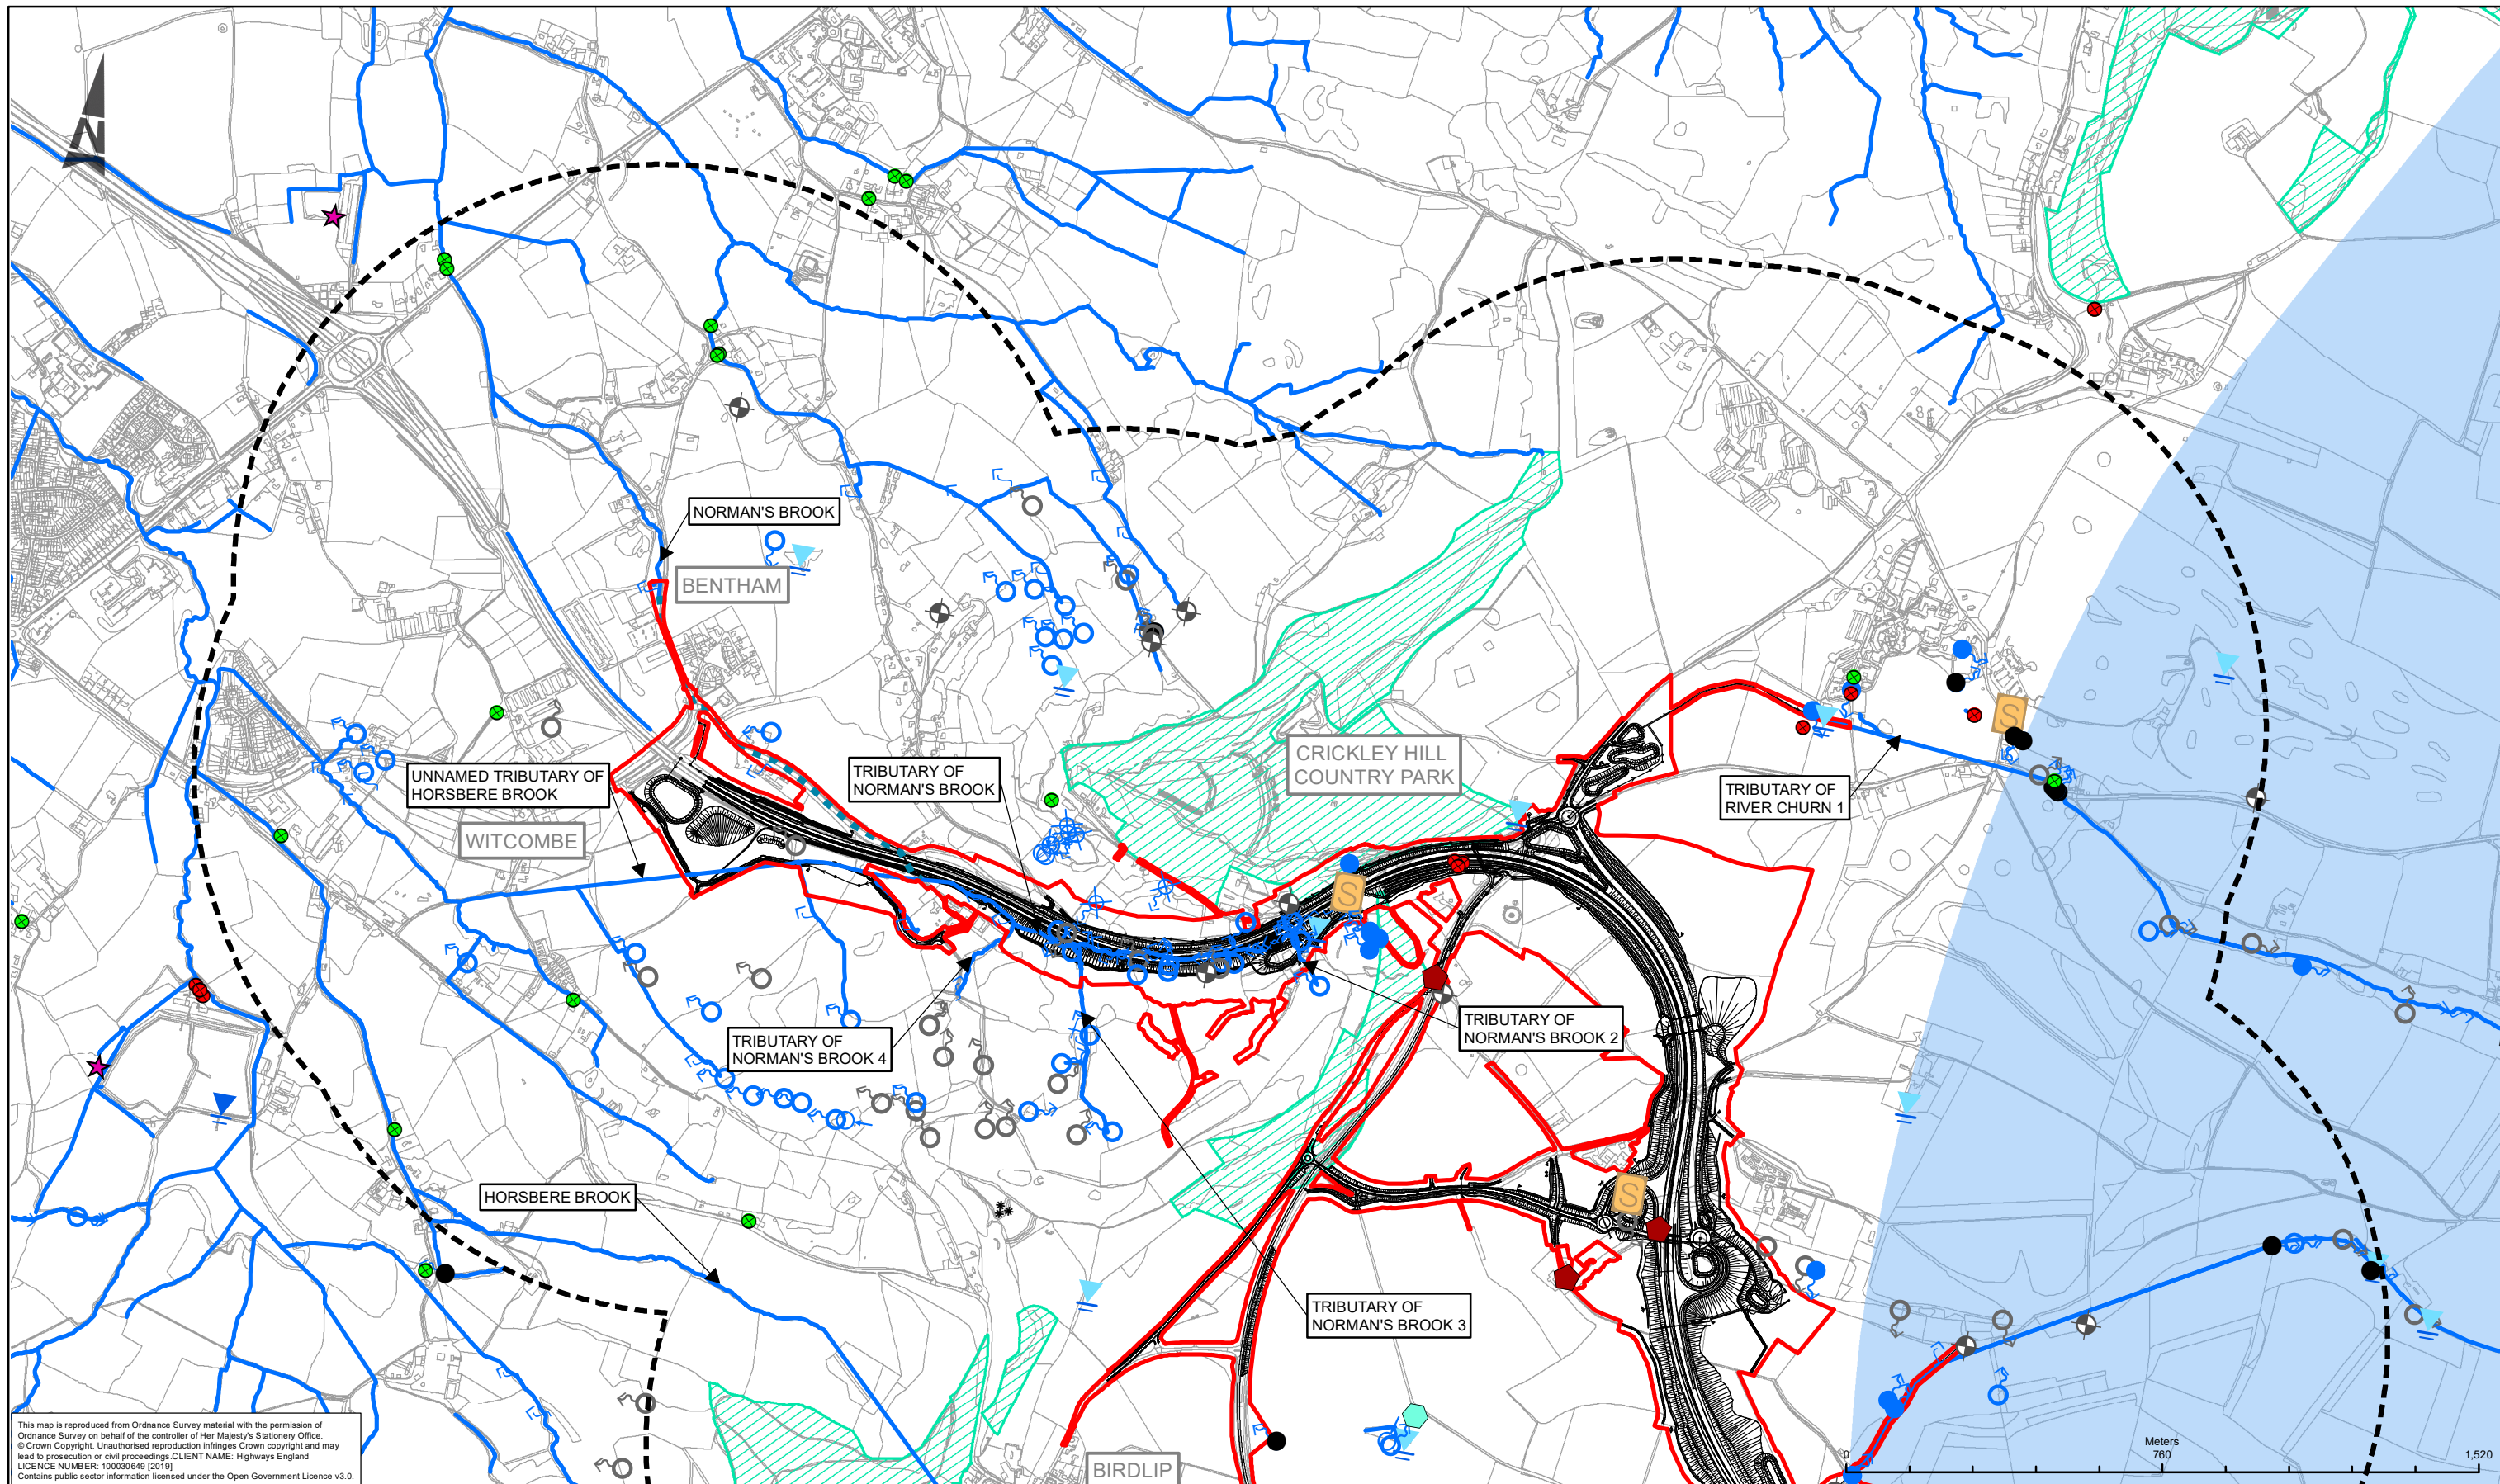 N
NORMAN'S BROOK
BENTHAM
UNNAMED TRIBUTARY OF
HORSBERE BROOK
TRIBUTARY OF
NORMAN'S BROOK
CRICKLEY HILL
COUNTRY PARK
S
TRIBUTARY OF
RIVER CHURN 1
WITCOMBE
S
TRIBUTARY OF
NORMAN'S BROOK 4
TRIBUTARY OF
NORMAN'S BROOK 2
HORSBERE BROOK
S
TRIBUTARY OF
NORMAN'S BROOK 3
BIRDLIP
Meters
0 760 1,520
This map is reproduced from Ordnance Survey material with the permission of
Ordnance Survey on behalf of the controller of Her Majesty's Stationery Office.
© Crown Copyright. Unauthorised reproduction infringes Crown copyright and may
lead to prosecution or civil proceedings.CLIENT NAME: Highways England
LICENCE NUMBER: 100030649 [2019]
Contains public sector information licensed under the Open Government Licence v3.0.